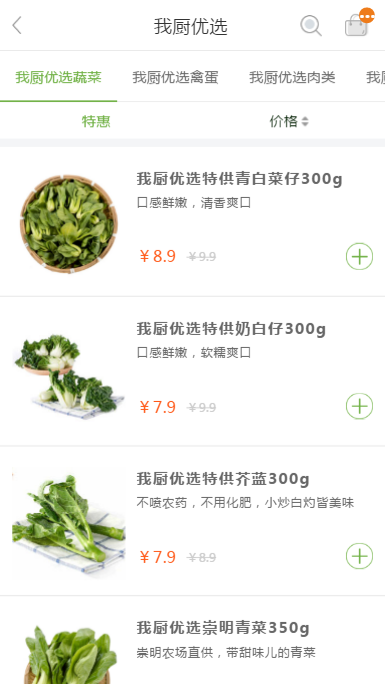 我厨优选
我厨优选蔬菜 我厨优选禽蛋 我厨优选肉类 我
特惠 价格
我厨优选特供青白菜仔300g
口感鲜嫩，清香爽口
￥8.9 ￥9.9
我厨优选特供奶白仔300g
口感鲜嫩，软糯爽口
￥7.9 ￥9.9
我厨优选特供芥蓝300g
不喷农药，不用化肥，小炒白灼皆美味
￥7.9 ￥8.9
我厨优选崇明青菜350g
崇明农场直供，带甜味儿的青菜